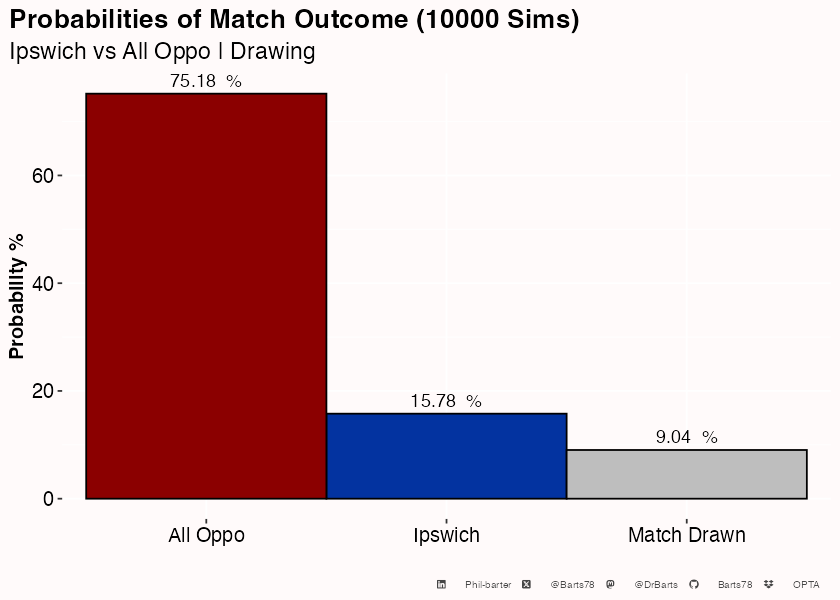 Probabilities of Match Outcome (10000 Sims)
Ipswich vs All Oppo | Drawing
75.18 %
60
40
20
0
Probability %
15.78 %
9.04 %
All Oppo
Ipswich
Match Drawn
Phil-barter @Barts78 @DrBarts Barts78 OPTA